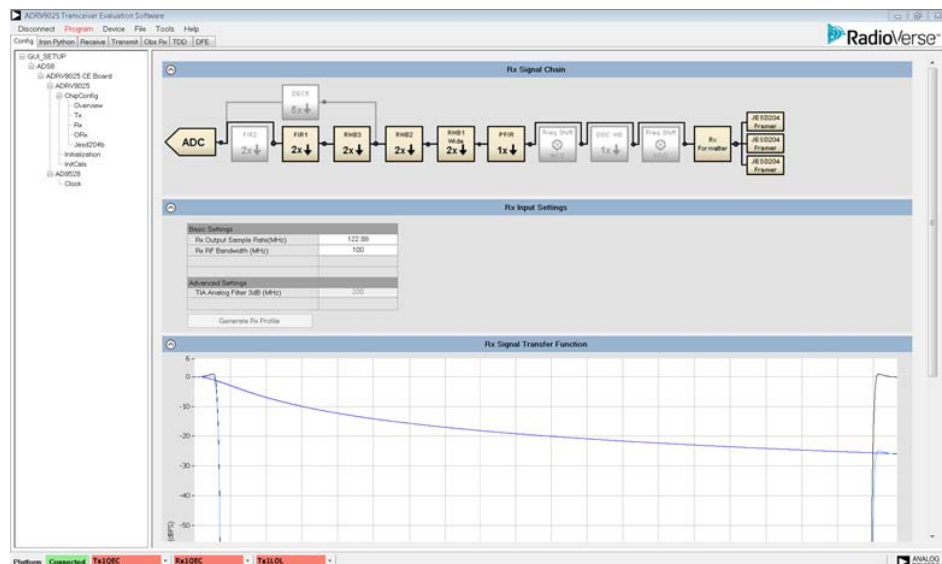 ADRV9025 Transceiver Evaluation Software
Disconnect Program Device File Tools Help
RadioVerse
Config Iron Python Receive Transmit Obs Rx TDD DFE
GUI_SETUP
ADS8
ADRV9025 CE Board
ADRV9025
ChipConfig
Overview
Tx
Rx
ORx
Jesd204b
Initialization
InitCals
AD9528
Clock
Rx Signal Chain
DEC5
5x
ADC
FIR2
2x
FIR1
2x
RHB3
2x
RHB2
2x
RHB1
Wide
2x
PFIR
1x
Freq Shft
NCO
DDC HB
1x
Freq Shft
NCO
Rx
Formatter
JESD204
Framer
JESD204
Framer
JESD204
Framer
Rx Input Settings
Basic Settings
Rx Output Sample Rate(MHz) 122.88
Rx RF Bandwidth (MHz) 100
Advanced Settings
TIA Analog Filter 3dB (MHz) 200
Generate Rx Profile
Rx Signal Transfer Function
6
0
-10
-20
-30
-40
-50
(dBFS)
Platform Connected Tx1QEC Rx1QEC Tx1LOL
ANALOG